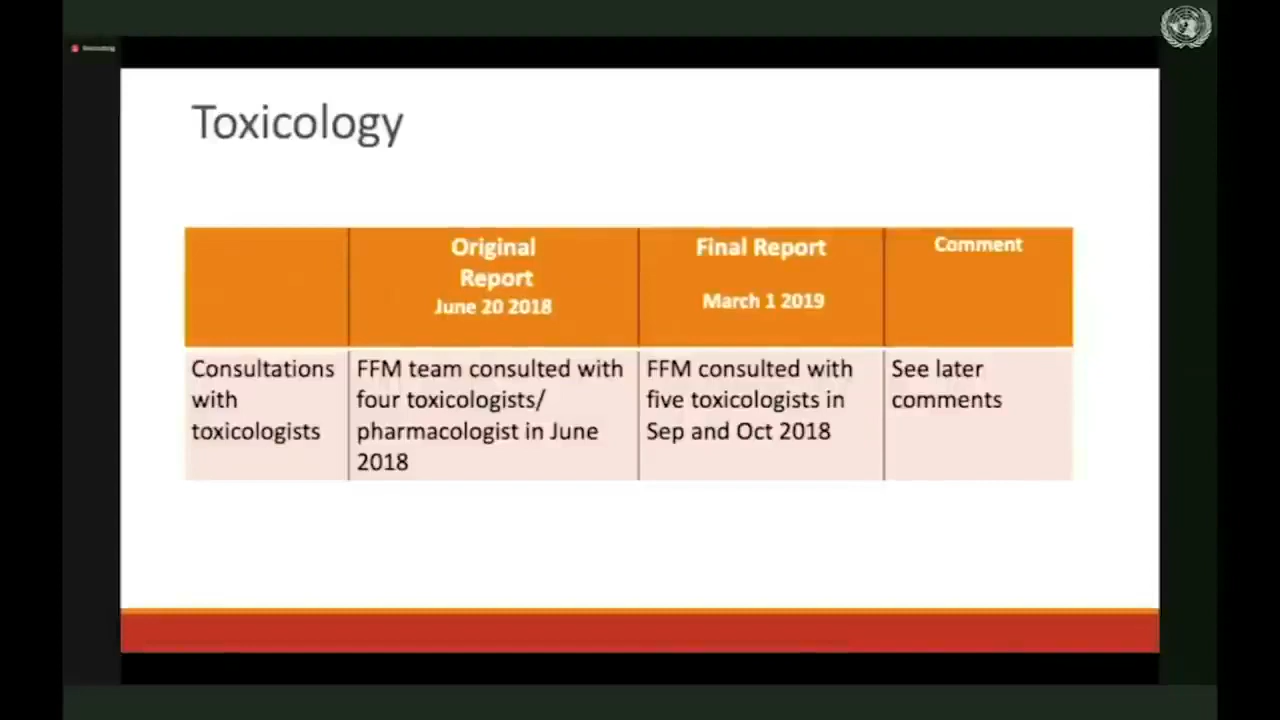 Toxicology
Original
Report
June 20 2018
Final Report
March 1 2019
Comment
Consultations
with
toxicologists
FFM team consulted with
four toxicologists/
pharmacologist in June
2018
FFM consulted with
five toxicologists in
Sep and Oct 2018
See later
comments